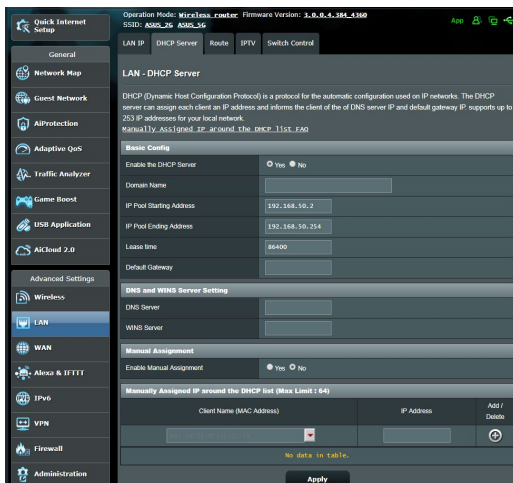 Quick Internet Setup
Operation Mode: Wireless router Firmware Version: 3.0.0.4.384_4360
SSID: ASUS_2G ASUS_5G
App
General
Network Map
Guest Network
AiProtection
Adaptive QoS
Traffic Analyzer
Game Boost
USB Application
AiCloud 2.0
Advanced Settings
Wireless
LAN
WAN
Alexa & IFTTT
IPv6
VPN
Firewall
Administration
LAN IP
DHCP Server
Route
IPTV
Switch Control
LAN - DHCP Server
DHCP (Dynamic Host Configuration Protocol) is a protocol for the automatic configuration used on IP networks. The DHCP
server can assign each client an IP address and informs the client of the of DNS server IP and default gateway IP. supports up to
253 IP addresses for your local network.
Manually Assigned IP around the DHCP list FAQ
Basic Config
Enable the DHCP Server Yes No
Domain Name
IP Pool Starting Address 192.168.50.2
IP Pool Ending Address 192.168.50.254
Lease time 86400
Default Gateway
DNS and WINS Server Setting
DNS Server
WINS Server
Manual Assignment
Enable Manual Assignment Yes No
Manually Assigned IP around the DHCP list (Max Limit : 64)
Client Name (MAC Address) IP Address Add / Delete
No data in table.
Apply